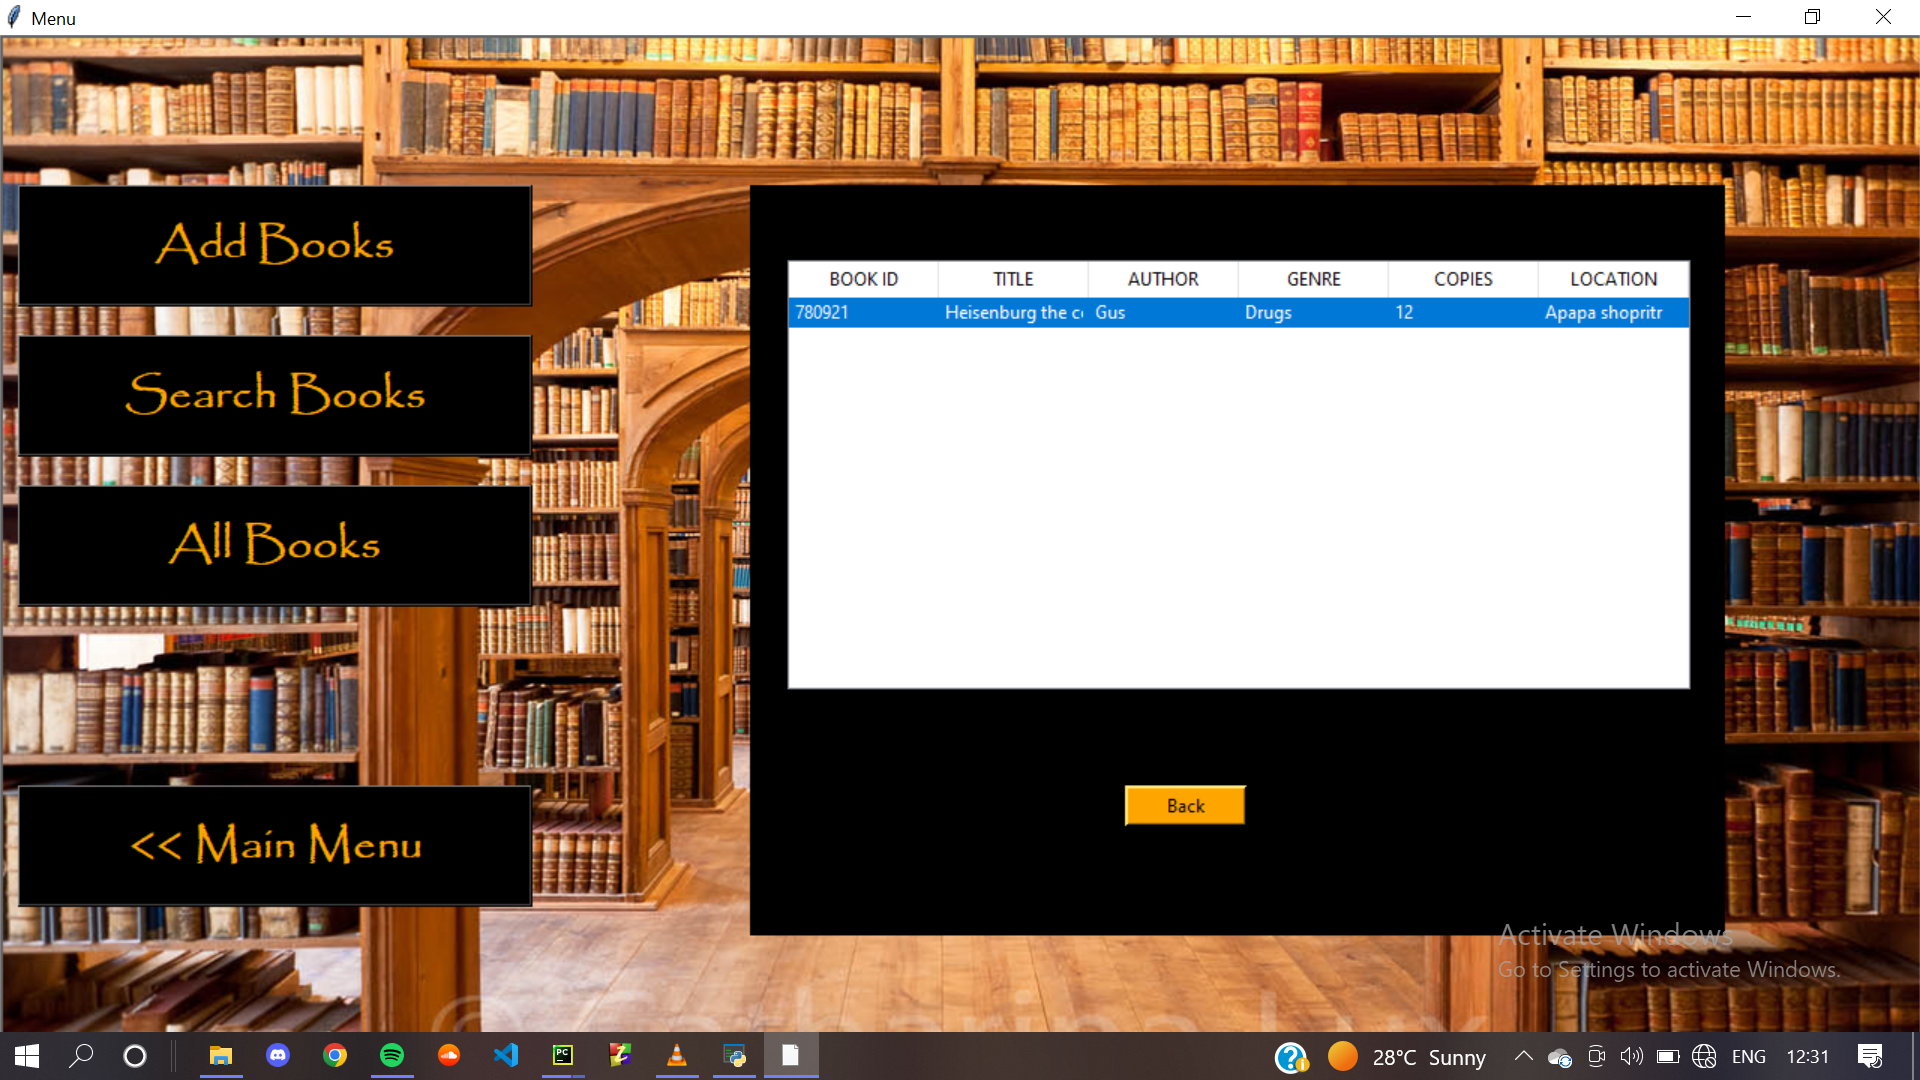 Menu
Add Books
Search Books
All Books
<< Main Menu
BOOK ID TITLE AUTHOR GENRE COPIES LOCATION
780921 Heisenburg the Gus Drugs 12 Apapa shopritr
Back
Activate Windows
Go to Settings to activate Windows.
28°C Sunny
ENG
12:31